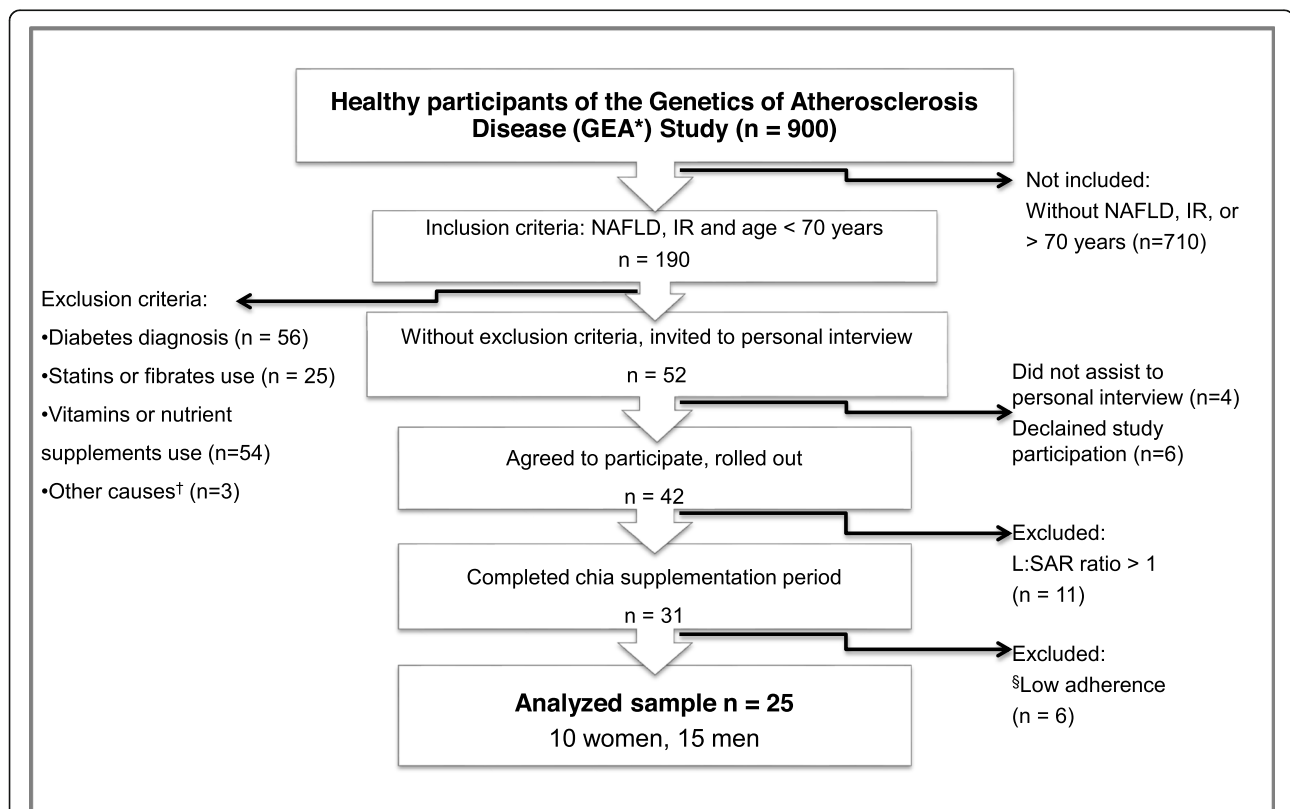 Healthy participants of the Genetics of Atherosclerosis
Disease (GEA*) Study (n = 900)
Not included:
Without NAFLD, IR, or
> 70 years (n=710)
Inclusion criteria: NAFLD, IR and age < 70 years
n = 190
Exclusion criteria:
•Diabetes diagnosis (n = 56)
•Statins or fibrates use (n = 25)
•Vitamins or nutrient
supplements use (n=54)
•Other causes† (n=3)
Without exclusion criteria, invited to personal interview
n = 52
Did not assist to
personal interview (n=4)
Declained study
participation (n=6)
Agreed to participate, rolled out
n = 42
Excluded:
L:SAR ratio > 1
(n = 11)
Completed chia supplementation period
n = 31
Excluded:
§Low adherence
(n = 6)
Analyzed sample n = 25
10 women, 15 men